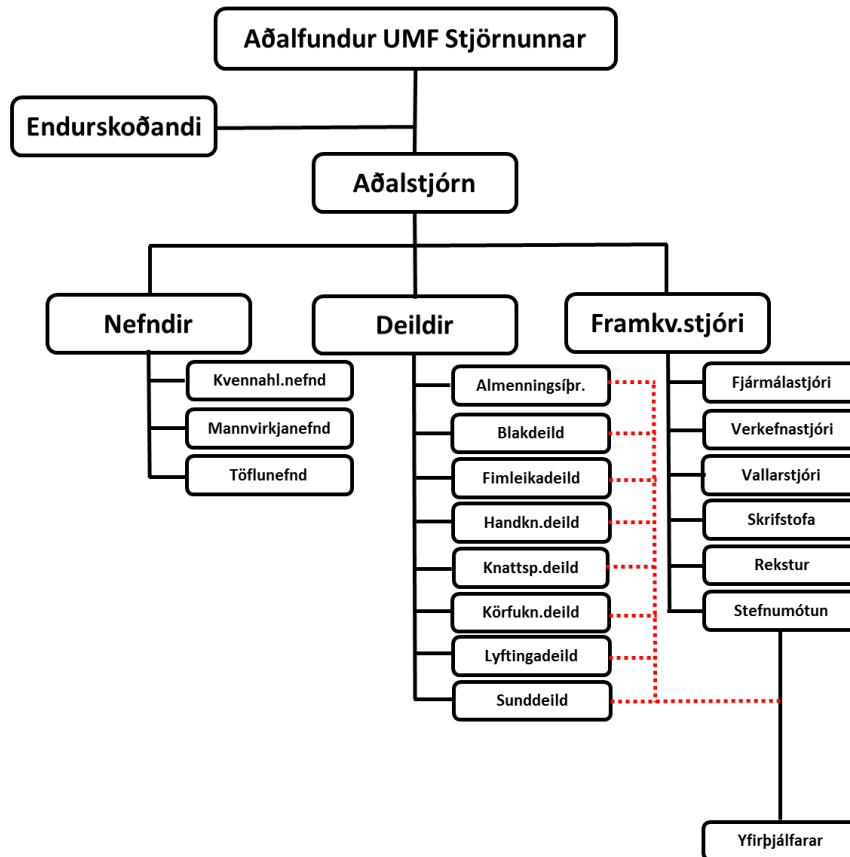 Aðalfundur UMF Stjörnunnar
Endurskoðandi
Aðalstjórn
Nefndir
Kvennahl.nefnd
Mannvirkjanefnd
Töflunefnd
Deildir
Almenningsíþr.
Blakdeild
Fimleikadeild
Handkn.deild
Knattsp.deild
Körfukn.deild
Lyftingadeild
Sunddeild
Framkv.stjóri
Fjármálastjóri
Verkefnastjóri
Vallarstjóri
Skrifstofa
Rekstur
Stefnumótun
Yfirþjálfarar